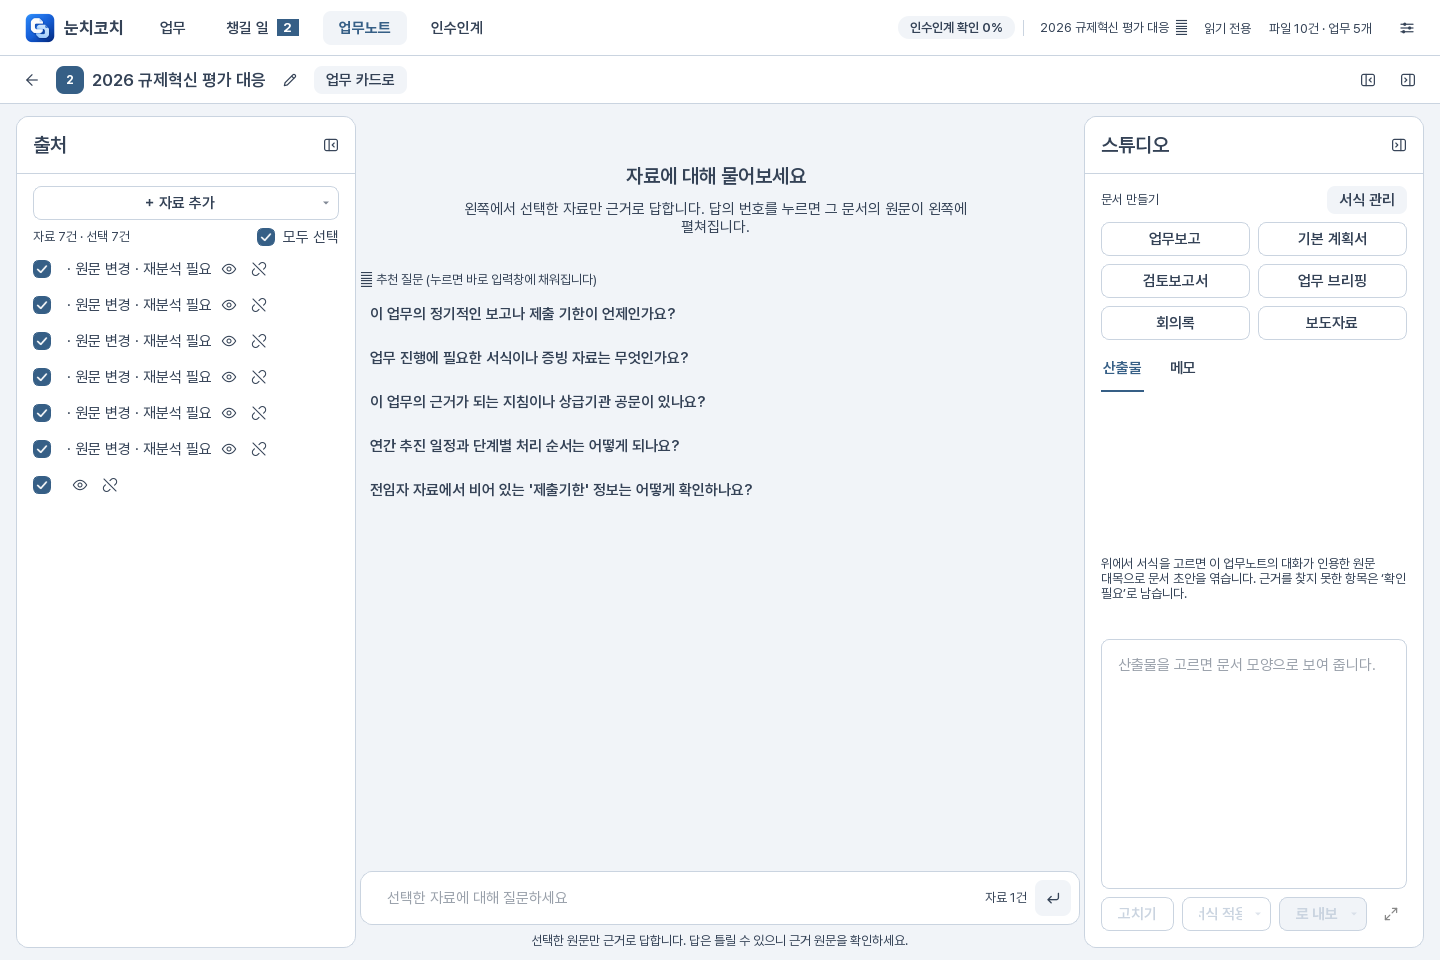 눈치코치
업무
챙길 일 2
업무노트
인수인계
인수인계 확인 0%
2026 규제혁신 평가 대응
읽기 전용
파일 10건 · 업무 5개
2
2026 규제혁신 평가 대응
업무 카드로
출처
+ 자료 추가
자료 7건 · 선택 7건
모두 선택
· 원문 변경 · 재분석 필요
· 원문 변경 · 재분석 필요
· 원문 변경 · 재분석 필요
· 원문 변경 · 재분석 필요
· 원문 변경 · 재분석 필요
· 원문 변경 · 재분석 필요
자료에 대해 물어보세요
왼쪽에서 선택한 자료만 근거로 답합니다. 답의 번호를 누르면 그 문서의 원문이 왼쪽에
펼쳐집니다.
추천 질문 (누르면 바로 입력창에 채워집니다)
이 업무의 정기적인 보고나 제출 기한이 언제인가요?
업무 진행에 필요한 서식이나 증빙 자료는 무엇인가요?
이 업무의 근거가 되는 지침이나 상급기관 공문이 있나요?
연간 추진 일정과 단계별 처리 순서는 어떻게 되나요?
전임자 자료에서 비어 있는 '제출기한' 정보는 어떻게 확인하나요?
선택한 자료에 대해 질문하세요
자료 1건
선택한 원문만 근거로 답합니다. 답은 틀릴 수 있으니 근거 원문을 확인하세요.
스튜디오
문서 만들기
서식 관리
업무보고
기본 계획서
검토보고서
업무 브리핑
회의록
보도자료
산출물
메모
위에서 서식을 고르면 이 업무노트의 대화가 인용한 원문
대목으로 문서 초안을 엮습니다. 근거를 찾지 못한 항목은 ‘확인
필요’로 남습니다.
산출물을 고르면 문서 모양으로 보여 줍니다.
고치기
로 내보